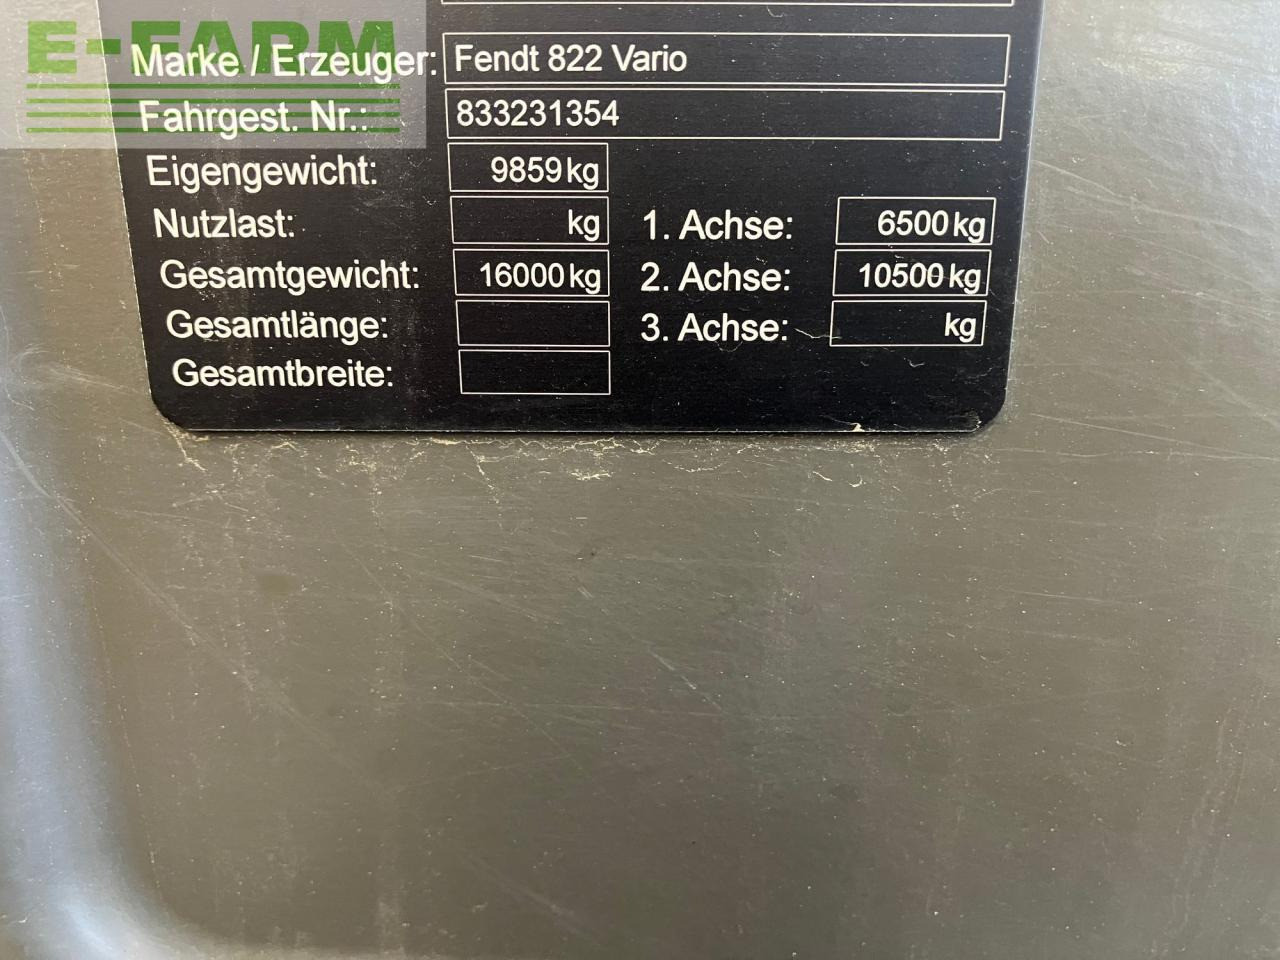 E-FARM
Marke / Erzeuger: Fendt 822 Vario
Fahrgest. Nr.: 833231354
Eigengewicht: 9859 kg
Nutzlast: kg 1. Achse: 6500 kg
Gesamtgewicht: 16000 kg 2. Achse: 10500 kg
Gesamtlänge: 3. Achse: kg
Gesamtbreite: